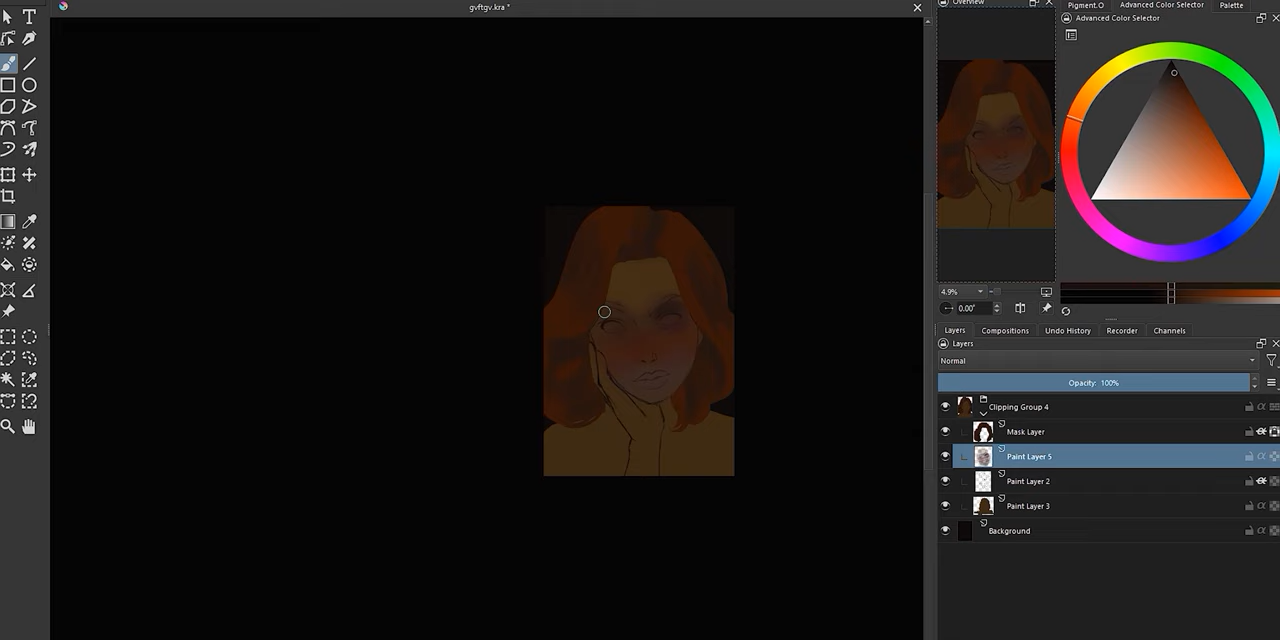 gvftgv.kra *
Overview
Pigment.O
Advanced Color Selector
Palette
Advanced Color Selector
4.9%
0.00°
Layers
Compositions
Undo History
Recorder
Channels
Layers
Normal
Opacity: 100%
Clipping Group 4
Mask Layer
Paint Layer 5
Paint Layer 2
Paint Layer 3
Background